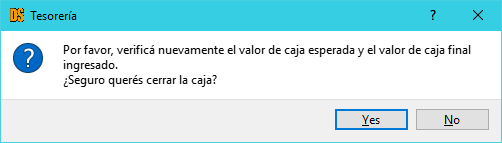 DS Tesorería ?
Por favor, verificá nuevamente el valor de caja esperada y el valor de caja final
ingresado.
¿Seguro querés cerrar la caja?
Yes No